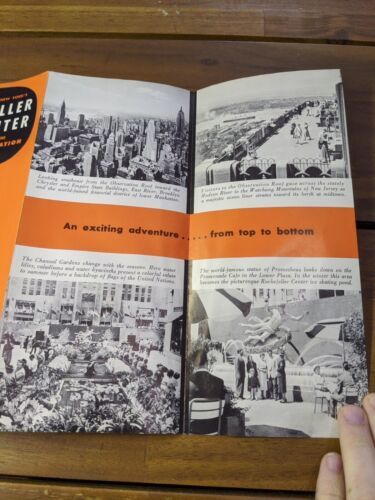 NEW YORK'S
LLER
TER
ATION
Looking southeast from the Observation Roof toward the
Chrysler and Empire State Buildings, East River, Brooklyn
and the world-famed financial district of lower Manhattan.
Visitors to the Observation Roof gaze across the stately
Hudson River to the Watchung Mountains of New Jersey as
a majestic ocean liner steams toward its berth at midtown.
An exciting adventure . . . . . from top to bottom
The Channel Gardens change with the seasons. Here water
lilies, caladiums and water hyacinths present a colorful salute
to summer before a backdrop of flags of the United Nations.
The world-famous statue of Prometheus looks down on the
Promenade Cafe in the Lower Plaza. In the winter this area
becomes the picturesque Rockefeller Center ice skating pond.